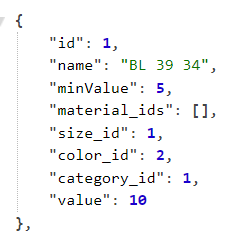 {
"id": 1,
"name": "BL 39 34",
"minValue": 5,
"material_ids": [],
"size_id": 1,
"color_id": 2,
"category_id": 1,
"value": 10
},